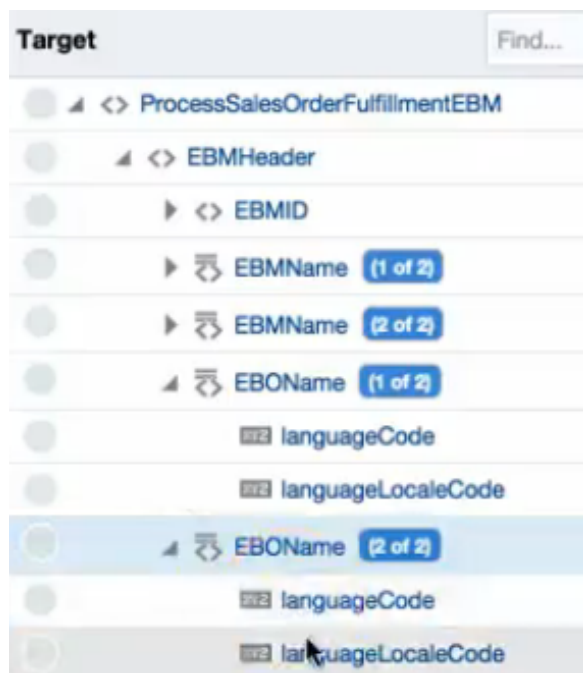 Target Find...
ProcessSalesOrderFulfillmentEBM
<> EBMHeader
<> EBMID
EBMName (1 of 2)
EBMName (2 of 2)
EBOName (1 of 2)
languageCode
languageLocaleCode
EBOName (2 of 2)
languageCode
languageLocaleCode